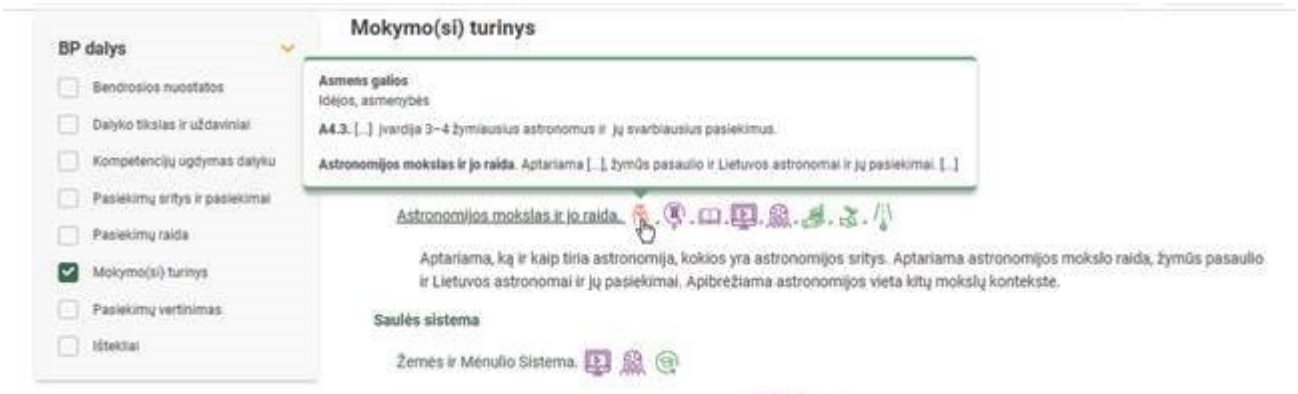 Mokymo(si) turinys
BP dalys
Bendrosios nuostatos
Dalyko tikslas ir uždaviniai
Kompetencijų ugdymas dalyku
Pasiekimų sritys ir pasiekimai
Pasiekimų raida
Mokymo(si) turinys
Pasiekimų vertinimas
Ištekliai
Asmens galios
Idėjos, asmenybės
A4.3. [...] Įvardija 3–4 žymiausius astronomus ir jų svarbiausius pasiekimus.
Astronomijos mokslas ir jo raida. Aptariama [...], žymūs pasaulio ir Lietuvos astronomai ir jų pasiekimai. [...]
Astronomijos mokslas ir jo raida.
Aptariama, ką ir kaip tiria astronomija, kokios yra astronomijos sritys. Aptariama astronomijos mokslo raida, žymūs pasaulio
ir Lietuvos astronomai ir jų pasiekimai. Apibrėžiama astronomijos vieta kitų mokslų kontekste.
Saulės sistema
Žemės ir Mėnulio Sistema.